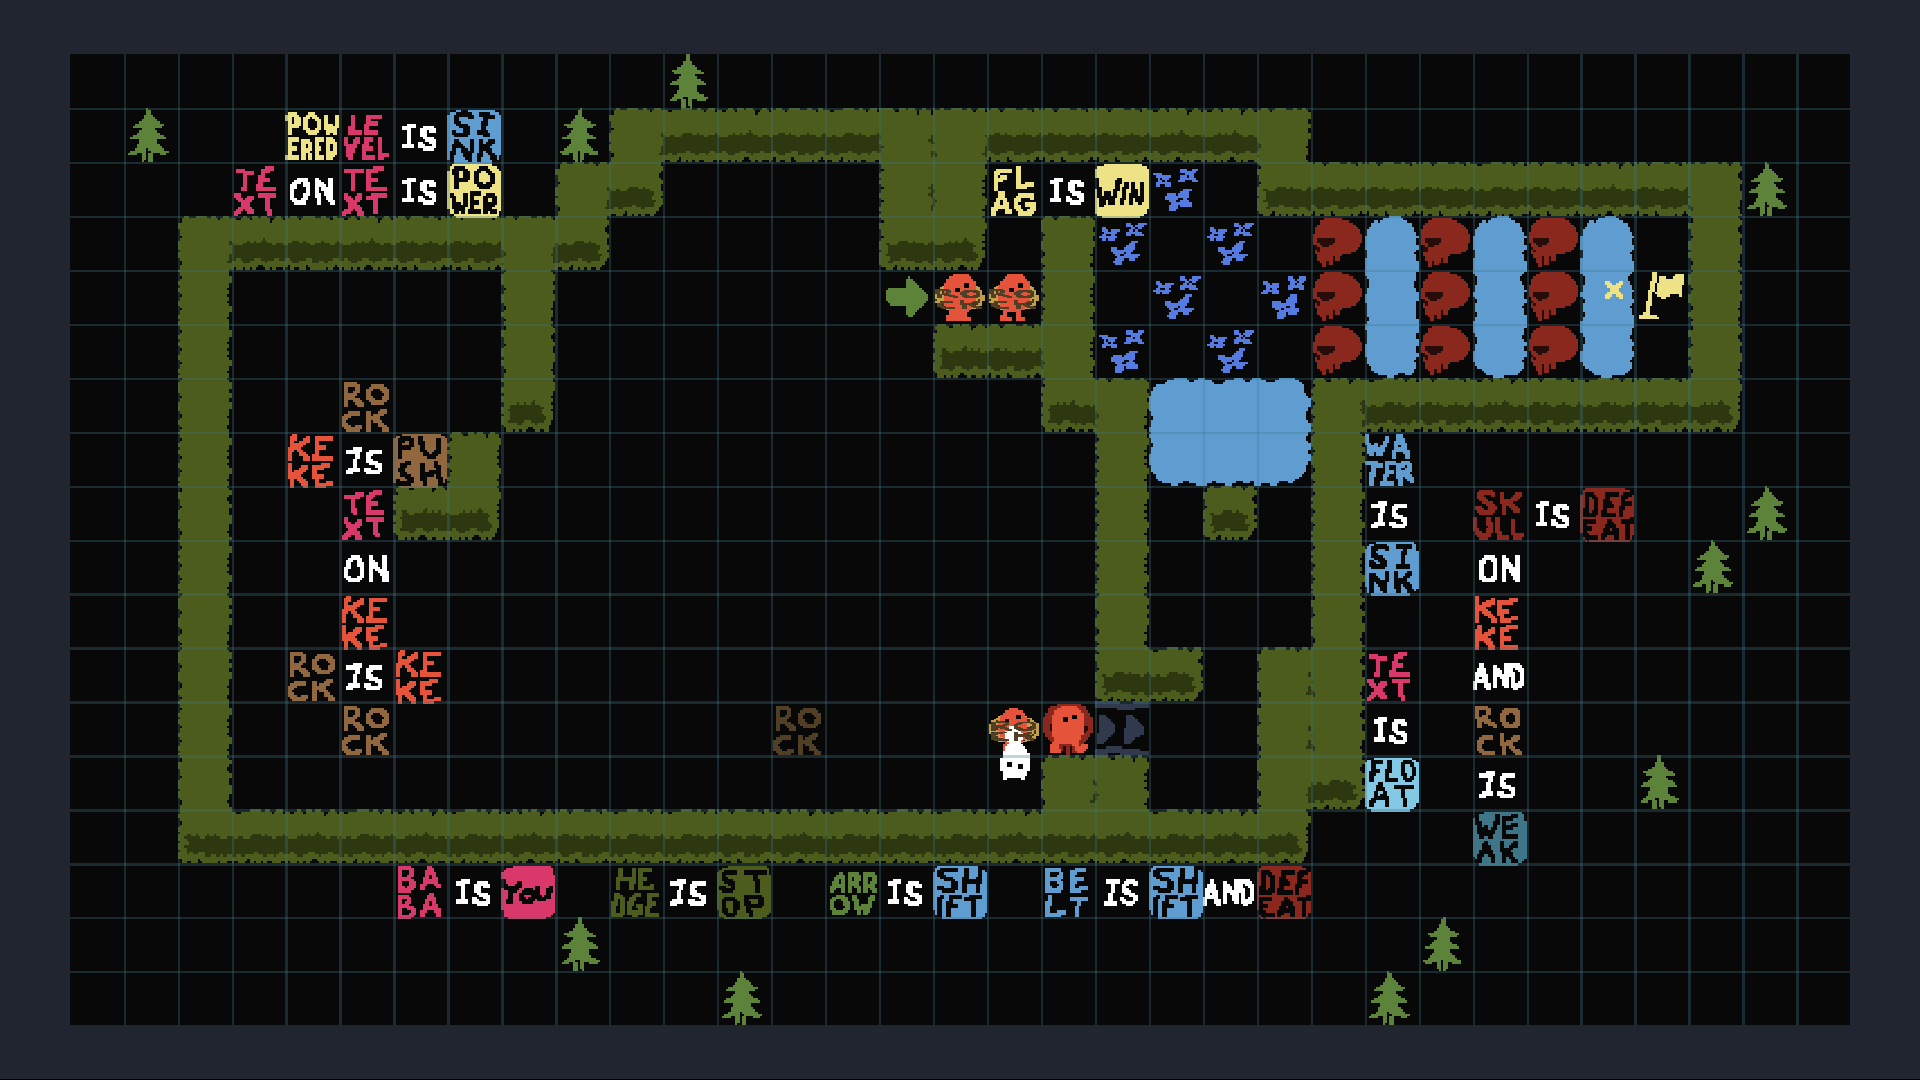 POWERED LEVEL IS SINK
TEXT ON TEXT IS POWER
FLAG IS WIN
ROCK
KEKE IS PUSH
TEXT
ON
KEKE
ROCK IS KEKE
ROCK
ROCK
WATER
IS
SINK
SKULL IS DEFEAT
ON
KEKE
AND
ROCK
IS
WEAK
TEXT
IS
FLOAT
BABA IS YOU
HEDGE IS STOP
ARROW IS SHIFT
BELT IS SHIFT AND DEFEAT